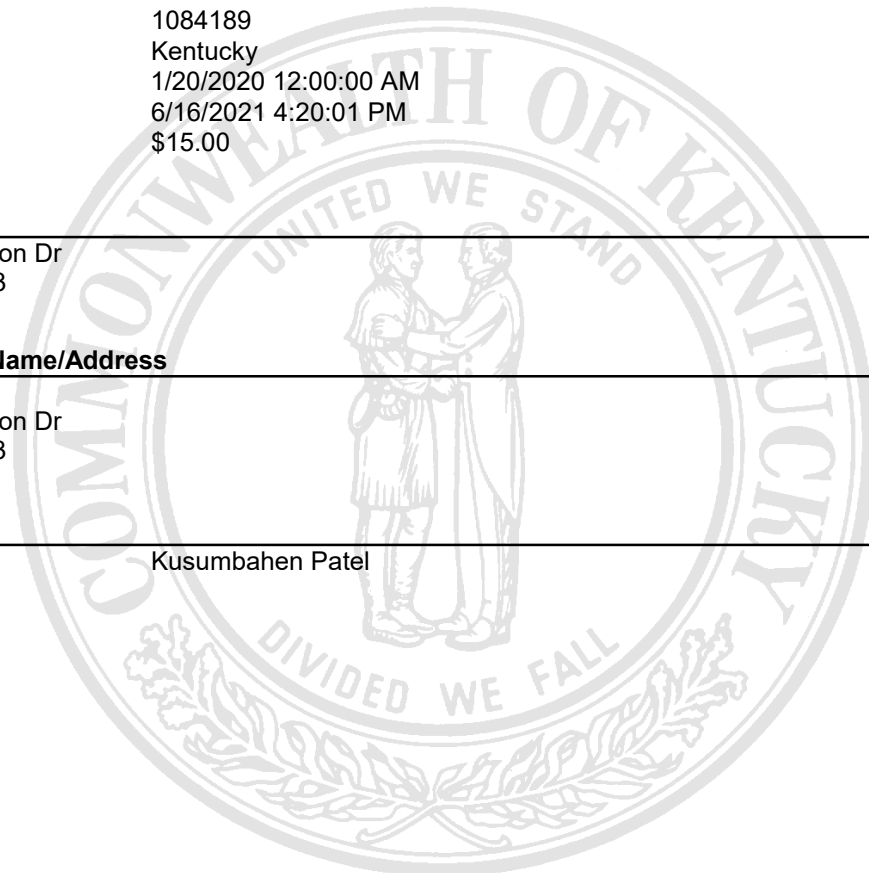 1084189
Kentucky
1/20/2020 12:00:00 AM
6/16/2021 4:20:01 PM
$15.00
COMMONWEALTH OF KENTUCKY
UNITED WE STAND
on Dr
3
Name/Address
on Dr
3
Kusumbahen Patel
DIVIDED WE FALL